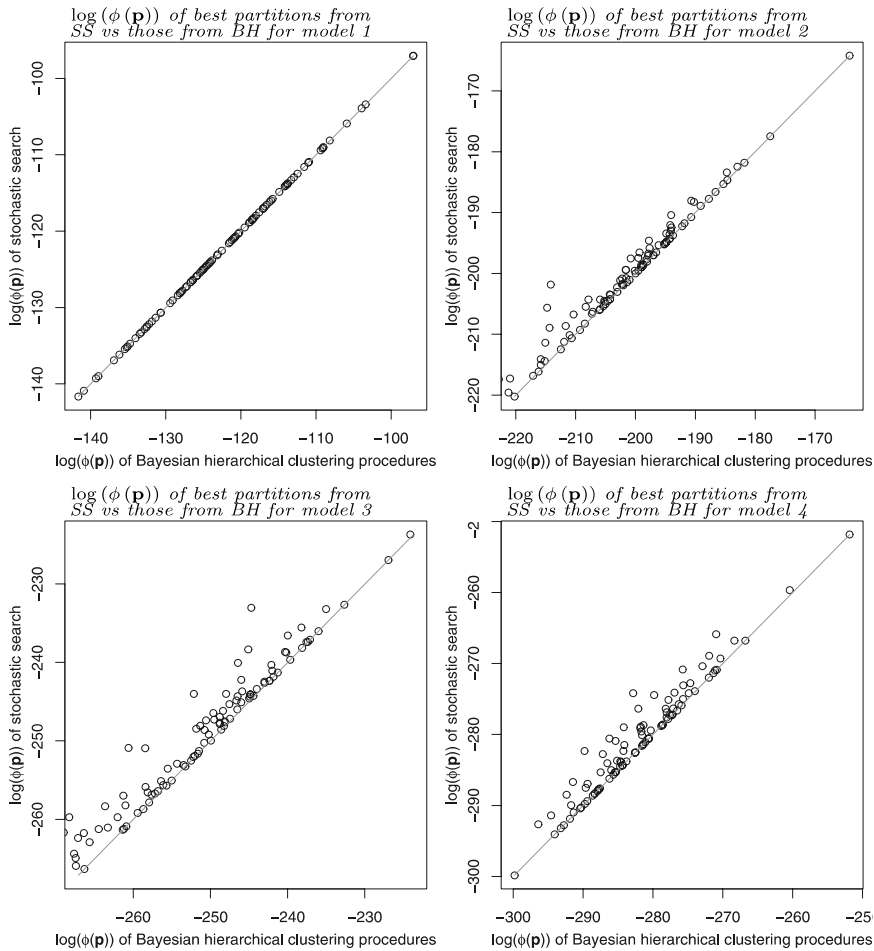 log (ϕ (p)) of best partitions from
SS vs those from BH for model 1
log(ϕ(p)) of stochastic search
−140 −130 −120 −110 −100
−140 −130 −120 −110 −100
log(ϕ(p)) of Bayesian hierarchical clustering procedures
log (ϕ (p)) of best partitions from
SS vs those from BH for model 2
log(ϕ(p)) of stochastic search
−220 −210 −200 −190 −180 −170
−220 −210 −200 −190 −180 −170
log(ϕ(p)) of Bayesian hierarchical clustering procedures
log (ϕ (p)) of best partitions from
SS vs those from BH for model 3
log(ϕ(p)) of stochastic search
−260 −250 −240 −230
−260 −250 −240 −230
log(ϕ(p)) of Bayesian hierarchical clustering procedures
log (ϕ (p)) of best partitions from
SS vs those from BH for model 4
log(ϕ(p)) of stochastic search
−300 −290 −280 −270 −260 −2
−300 −290 −280 −270 −260 −25
log(ϕ(p)) of Bayesian hierarchical clustering procedures